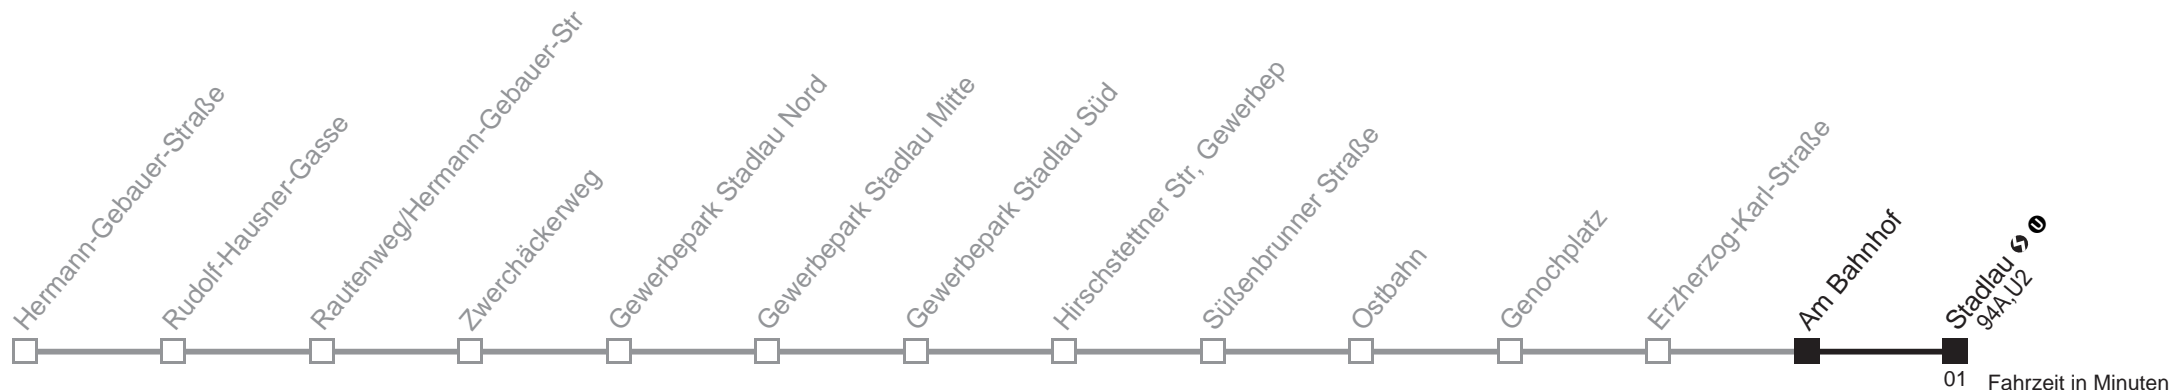 Hermann-Gebauer-Straße
Rudolf-Hausner-Gasse
Rautenweg/Hermann-Gebauer-Str
Zwerchäckerweg
Gewerbepark Stadlau Nord
Gewerbepark Stadlau Mitte
Gewerbepark Stadlau Süd
Hirschstettner Str, Gewerbep
Süßenbrunner Straße
Ostbahn
Genochplatz
Erzherzog-Karl-Straße
Am Bahnhof
Stadlau S U
94A,U2
01 Fahrzeit in Minuten